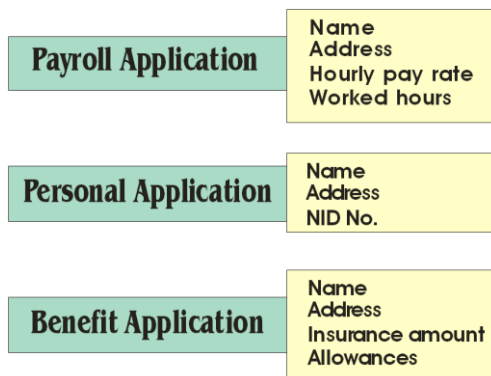 Payroll Application
Name
Address
Hourly pay rate
Worked hours
Personal Application
Name
Address
NID No.
Benefit Application
Name
Address
Insurance amount
Allowances